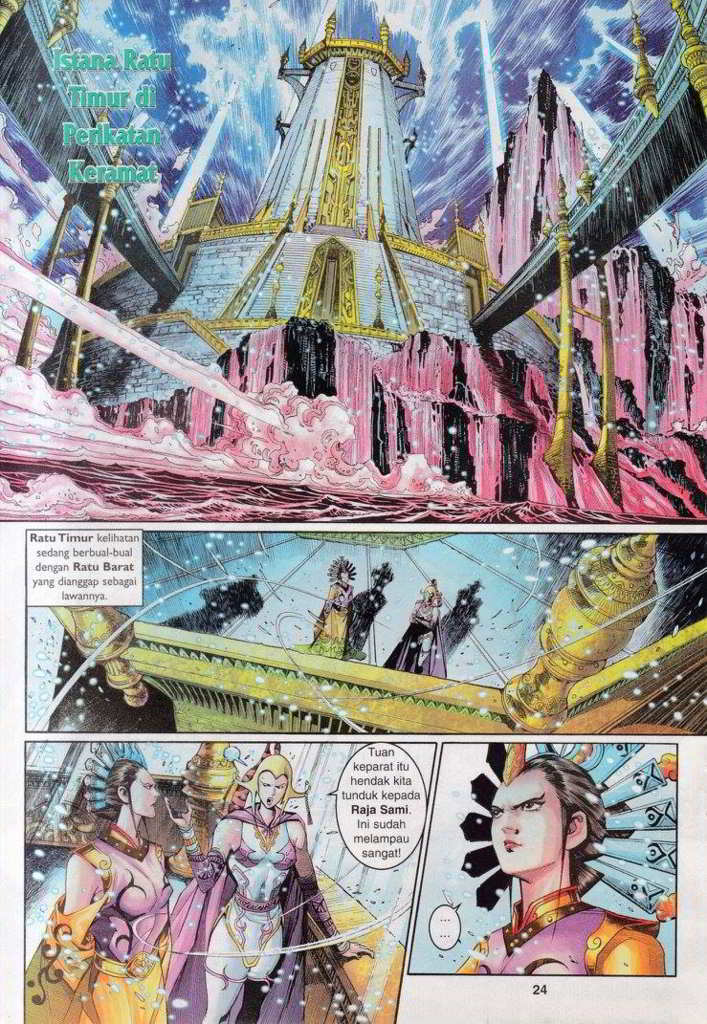 Istana Ratu
Timur di
Perikatan
Keramat
Ratu Timur kelihatan
sedang berbual-bual
dengan Ratu Barat
yang dianggap sebagai
lawannya.
Tuan
keparat itu
hendak kita
tunduk kepada
Raja Sami.
Ini sudah
melampau
sangat!
...
...
24